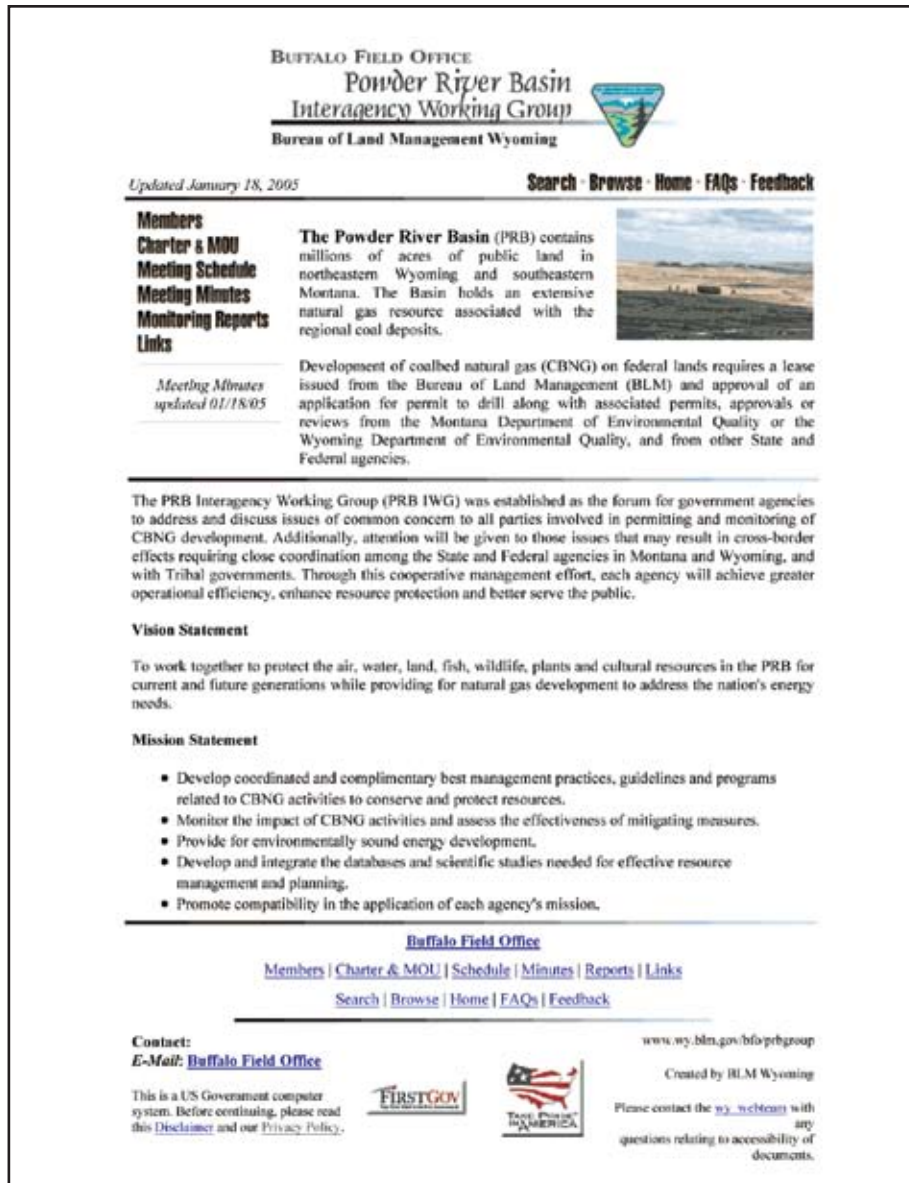 BUFFALO FIELD OFFICE
Powder River Basin
Interagency Working Group
Bureau of Land Management Wyoming
Updated January 18, 2005
Search · Browse · Home · FAQs · Feedback
Members
Charter & MOU
Meeting Schedule
Meeting Minutes
Monitoring Reports
Links
Meeting Minutes
updated 01/18/05
The Powder River Basin (PRB) contains
millions of acres of public land in
northeastern Wyoming and southeastern
Montana. The Basin holds an extensive
natural gas resource associated with the
regional coal deposits.
Development of coalbed natural gas (CBNG) on federal lands requires a lease
issued from the Bureau of Land Management (BLM) and approval of an
application for permit to drill along with associated permits, approvals or
reviews from the Montana Department of Environmental Quality or the
Wyoming Department of Environmental Quality, and from other State and
Federal agencies.
The PRB Interagency Working Group (PRB IWG) was established as the forum for government agencies
to address and discuss issues of common concern to all parties involved in permitting and monitoring of
CBNG development. Additionally, attention will be given to those issues that may result in cross-border
effects requiring close coordination among the State and Federal agencies in Montana and Wyoming, and
with Tribal governments. Through this cooperative management effort, each agency will achieve greater
operational efficiency, enhance resource protection and better serve the public.
Vision Statement
To work together to protect the air, water, land, fish, wildlife, plants and cultural resources in the PRB for
current and future generations while providing for natural gas development to address the nation's energy
needs.
Mission Statement
• Develop coordinated and complimentary best management practices, guidelines and programs
related to CBNG activities to conserve and protect resources.
• Monitor the impact of CBNG activities and assess the effectiveness of mitigating measures.
• Provide for environmentally sound energy development.
• Develop and integrate the databases and scientific studies needed for effective resource
management and planning.
• Promote compatibility in the application of each agency's mission.
Buffalo Field Office
Members | Charter & MOU | Schedule | Minutes | Reports | Links
Search | Browse | Home | FAQs | Feedback
Contact:
E-Mail: Buffalo Field Office
This is a US Government computer
system. Before continuing, please read
this Disclaimer and our Privacy Policy.
FIRSTGOV
TAKE PRIDE
IN AMERICA
www.wy.blm.gov/bfo/prbgroup
Created by BLM Wyoming
Please contact the wy_webteam with
any
questions relating to accessibility of
documents.